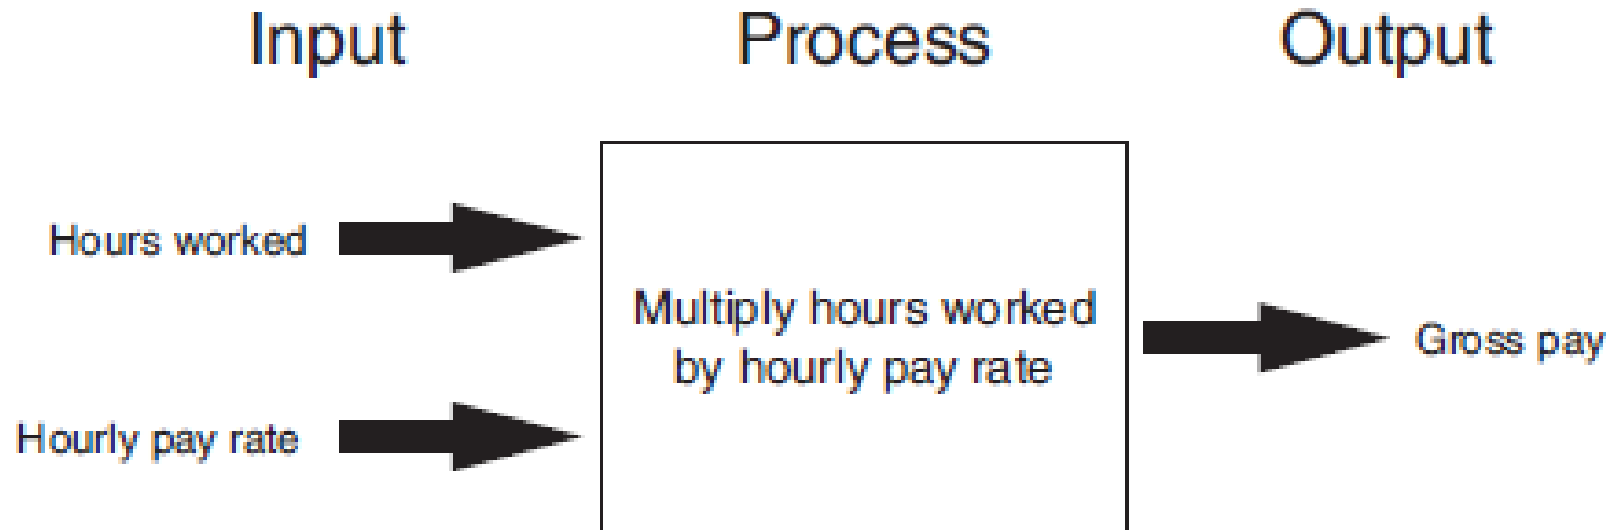 Input Process Output
Hours worked
Multiply hours worked
by hourly pay rate
Gross pay
Hourly pay rate